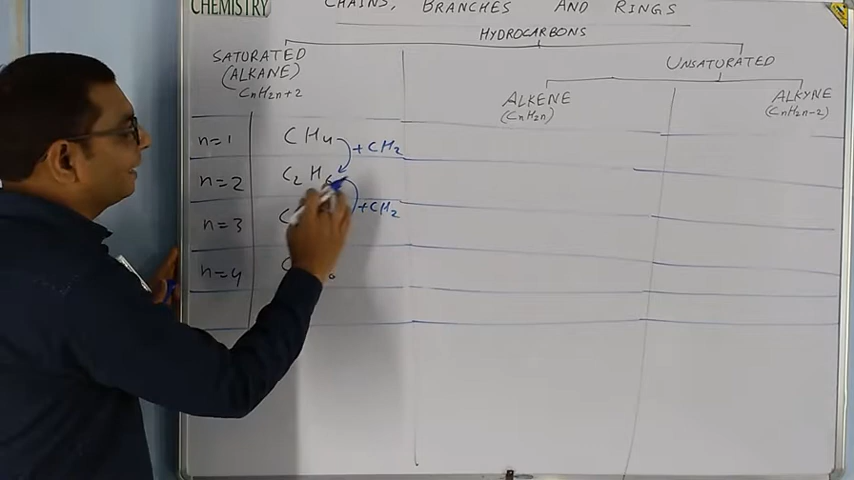 CHEMISTRY
CHAINS, BRANCHES AND RINGS
HYDROCARBONS
SATURATED
(ALKANE)
CnH2n+2
UNSATURATED
ALKENE
(CnH2n)
ALKYNE
(CnH2n-2)
n=1 CH4 +CH2
n=2 C2H6
n=3 +CH2
n=4